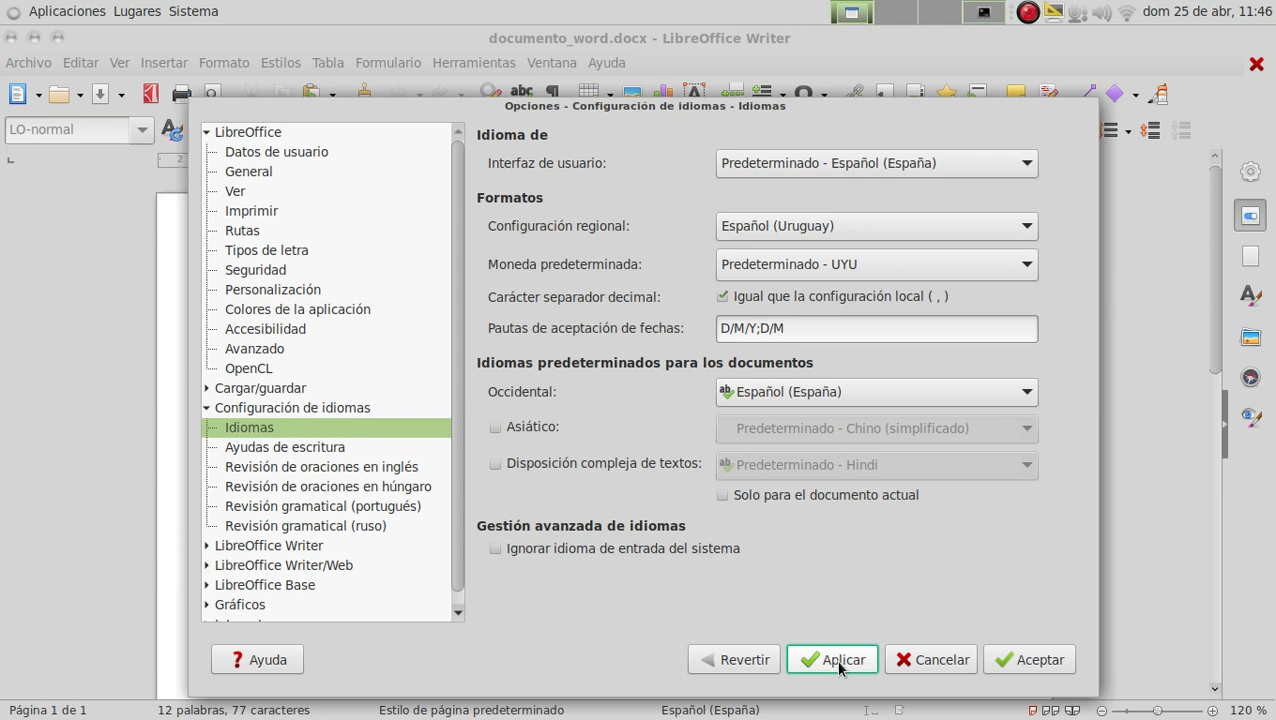 Aplicaciones Lugares Sistema
dom 25 de abr, 11:46
documento_word.docx - LibreOffice Writer
Archivo Editar Ver Insertar Formato Estilos Tabla Formulario Herramientas Ventana Ayuda
LO-normal
2
Opciones - Configuración de idiomas - Idiomas
LibreOffice
Datos de usuario
General
Ver
Imprimir
Rutas
Tipos de letra
Seguridad
Personalización
Colores de la aplicación
Accesibilidad
Avanzado
OpenCL
Cargar/guardar
Configuración de idiomas
Idiomas
Ayudas de escritura
Revisión de oraciones en inglés
Revisión de oraciones en húngaro
Revisión gramatical (portugués)
Revisión gramatical (ruso)
LibreOffice Writer
LibreOffice Writer/Web
LibreOffice Base
Gráficos
Idioma de
Interfaz de usuario: Predeterminado - Español (España)
Formatos
Configuración regional: Español (Uruguay)
Moneda predeterminada: Predeterminado - UYU
Carácter separador decimal: Igual que la configuración local ( , )
Pautas de aceptación de fechas: D/M/Y;D/M
Idiomas predeterminados para los documentos
Occidental: Español (España)
Asiático: Predeterminado - Chino (simplificado)
Disposición compleja de textos: Predeterminado - Hindi
Solo para el documento actual
Gestión avanzada de idiomas
Ignorar idioma de entrada del sistema
Ayuda Revertir Aplicar Cancelar Aceptar
Página 1 de 1 12 palabras, 77 caracteres Estilo de página predeterminado Español (España) 120 %